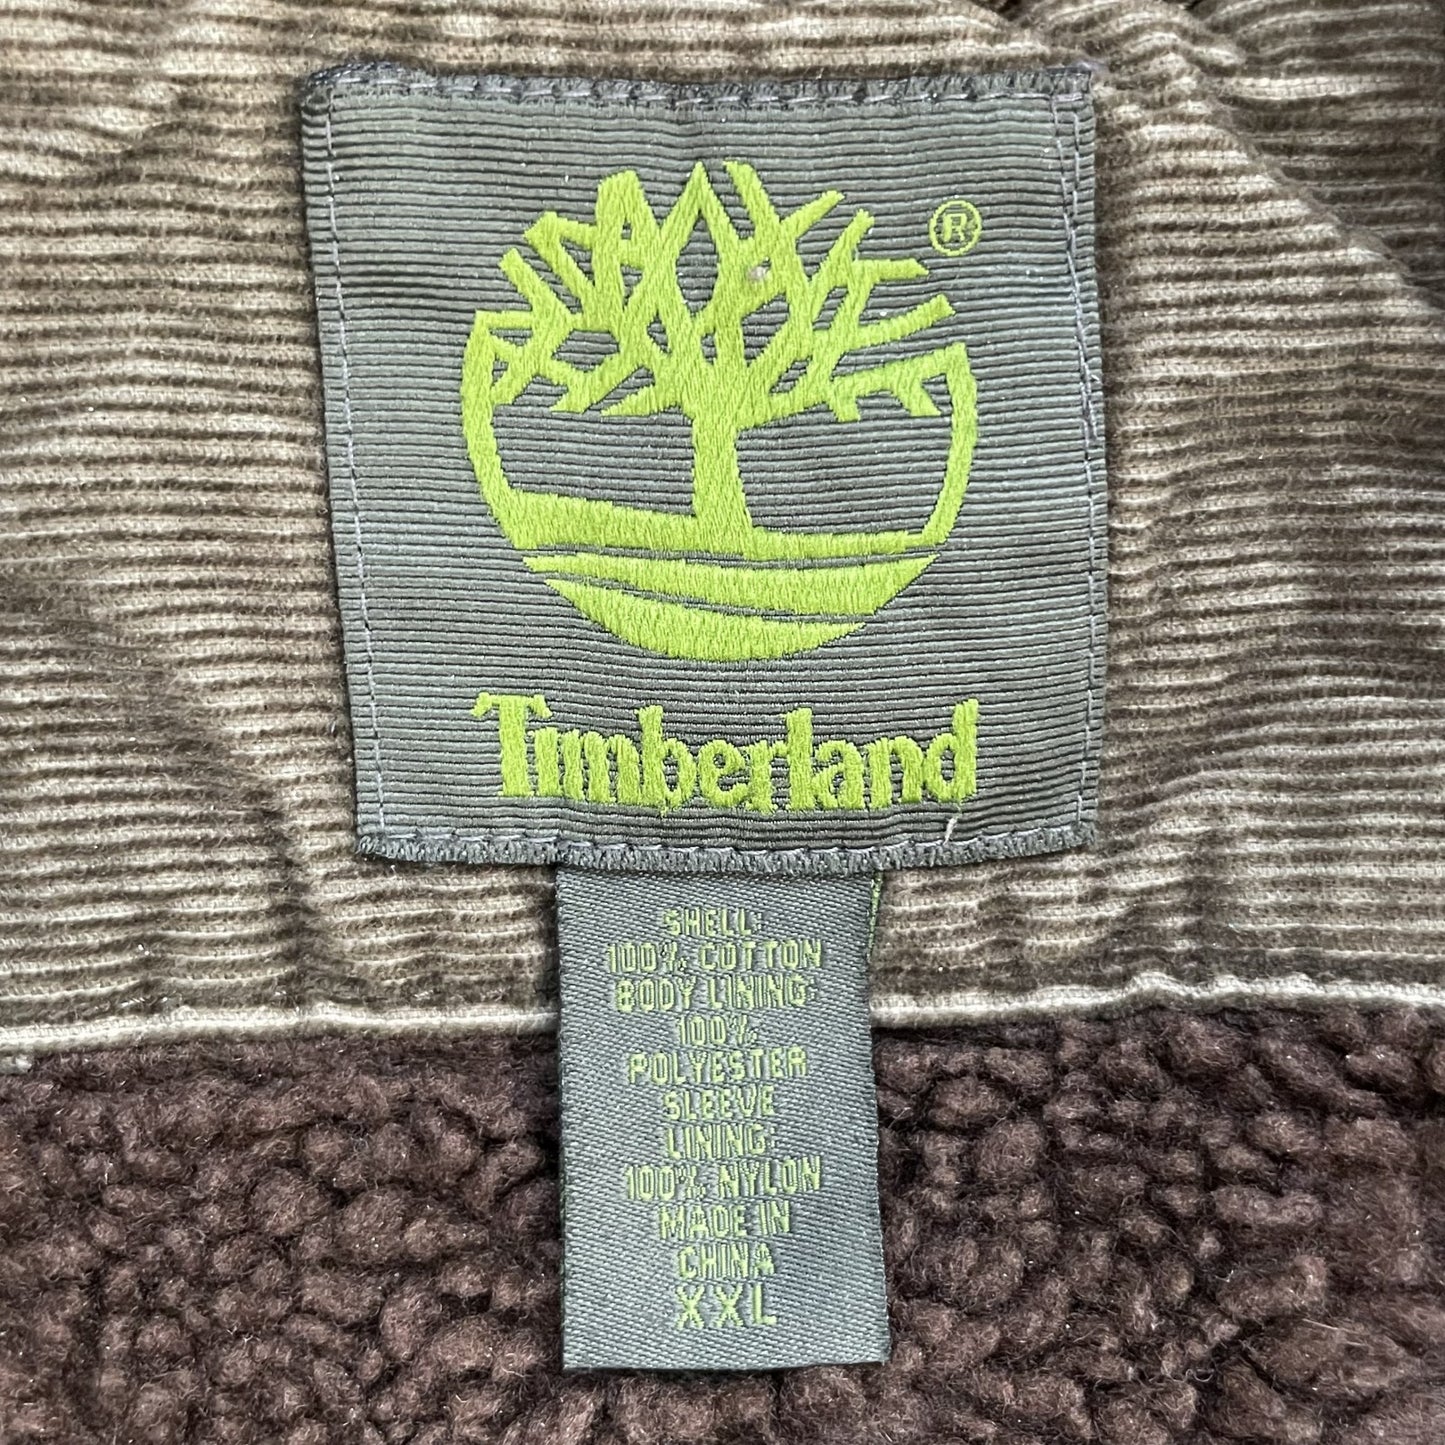 ®
Timberland
SHELL:
100% COTTON
BODY LINING:
100%
POLYESTER
SLEEVE
LINING:
100% NYLON
MADE IN
CHINA
XXL